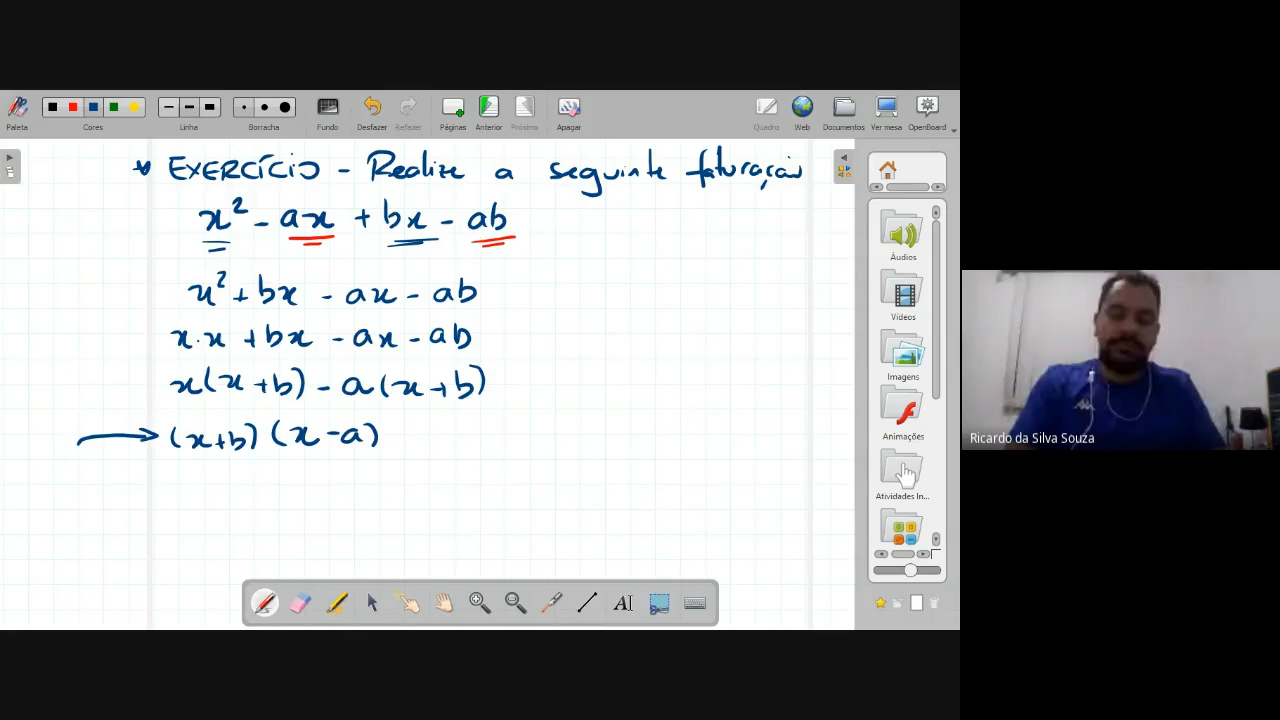 Paleta
Cores
Linha
Borracha
Fundo
Desfazer
Refazer
Páginas
Anterior
Próximo
Apagar
Quadro
Web
Documentos
Ver mesa
OpenBoard
* EXERCÍCIO - Realize a seguinte faturação
x² - ax + bx - ab
x² + bx - ax - ab
x·x + bx - ax - ab
x(x+b) - a(x+b)
→ (x+b)(x-a)
Áudios
Vídeos
Imagens
Animações
Atividades In...
Ricardo da Silva Souza